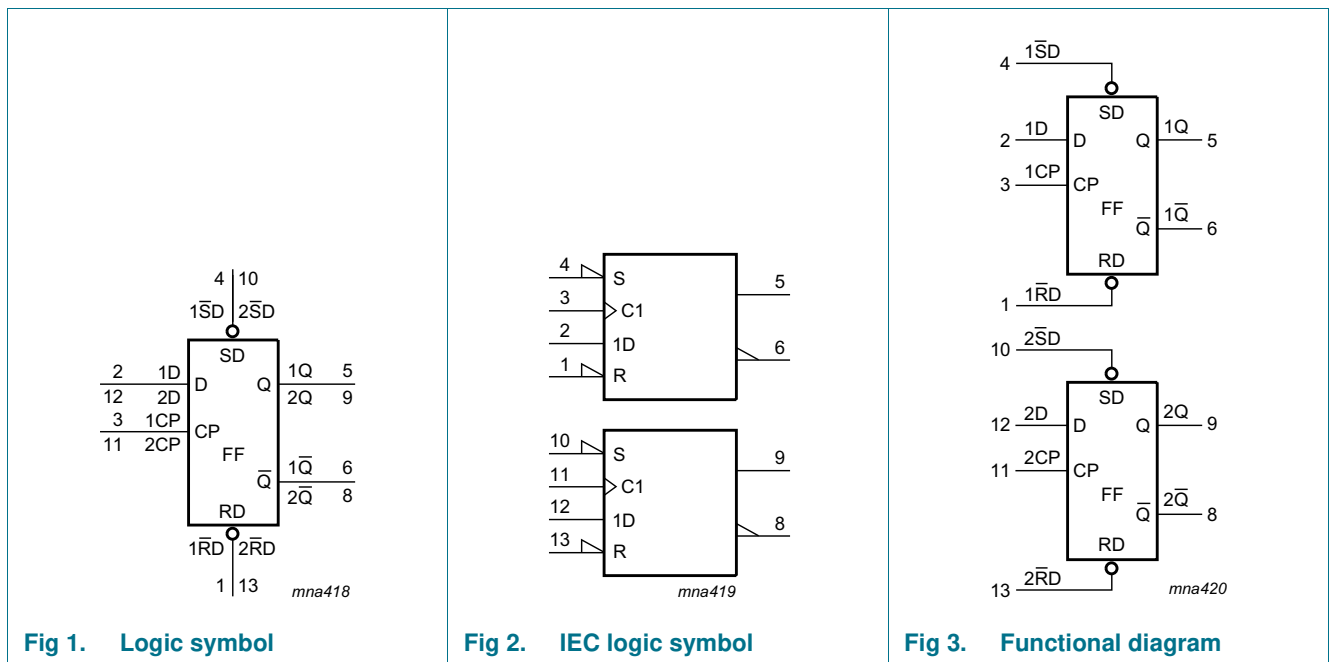 4 10
1S̅D 2S̅D
SD
2 1D D Q 1Q 5
12 2D 2Q 9
3 1CP CP
11 2CP
FF
Q̅ 1Q̅ 6
2Q̅ 8
RD
1R̅D 2R̅D
1 13
mna418
Fig 1. Logic symbol
4 S
3 C1
2 1D
1 R
5
6
10 S
11 C1
12 1D
13 R
9
8
mna419
Fig 2. IEC logic symbol
4 1S̅D
SD
2 1D D Q 1Q 5
3 1CP CP
FF
Q̅ 1Q̅ 6
RD
1 1R̅D
10 2S̅D
SD
12 2D D Q 2Q 9
11 2CP CP
FF
Q̅ 2Q̅ 8
RD
13 2R̅D
mna420
Fig 3. Functional diagram